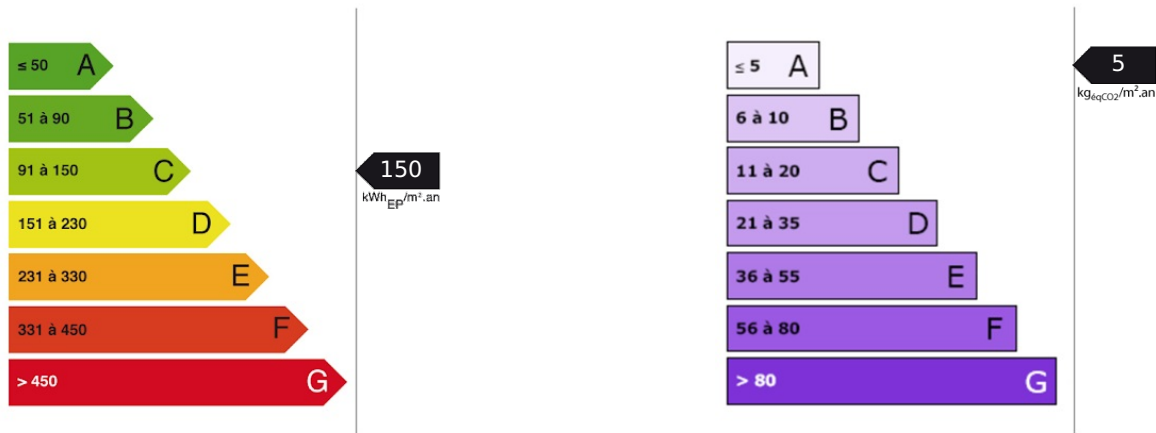 ≤ 50 A
51 à 90 B
91 à 150 C
151 à 230 D
231 à 330 E
331 à 450 F
> 450 G
150
kWhEP/m².an
≤ 5 A
6 à 10 B
11 à 20 C
21 à 35 D
36 à 55 E
56 à 80 F
> 80 G
5
kgéqCO2/m².an